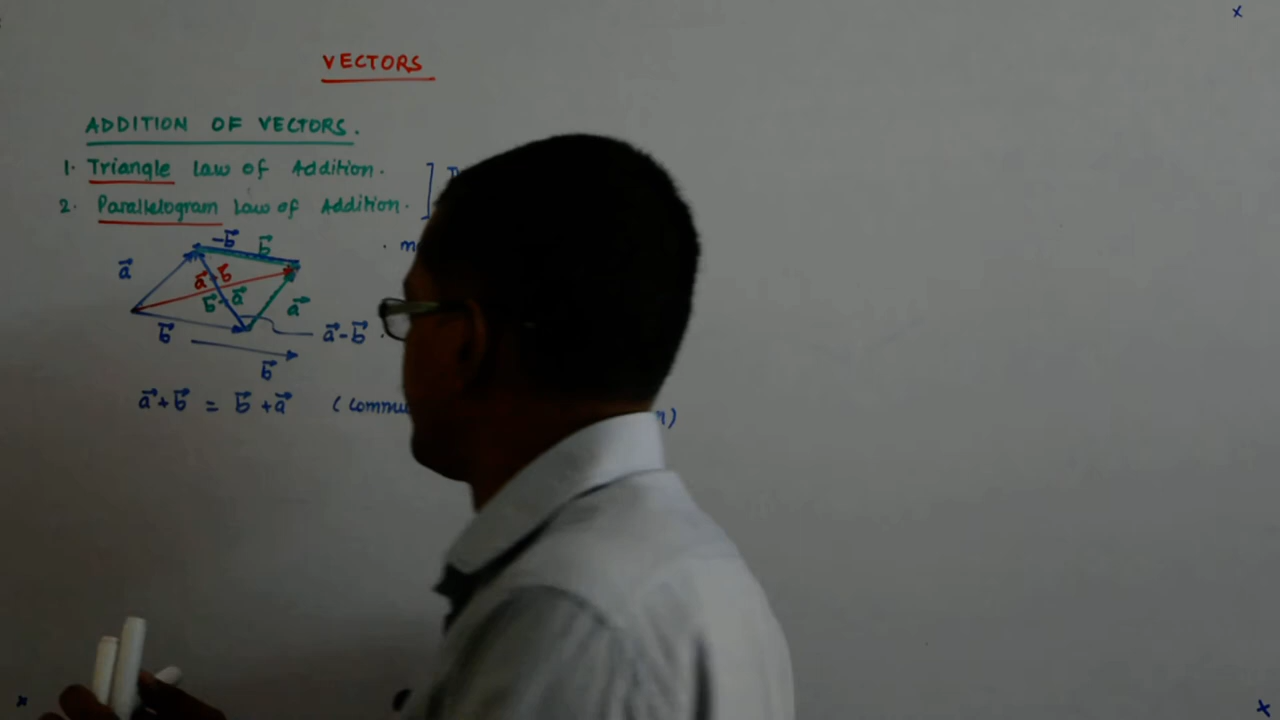 VECTORS
ADDITION OF VECTORS.
1. Triangle law of Addition.
2. Parallelogram law of Addition.
-b⃗ b⃗
a⃗
a⃗+b⃗
b⃗-a⃗
a⃗
b⃗
a⃗-b⃗
b⃗
a⃗+b⃗ = b⃗+a⃗